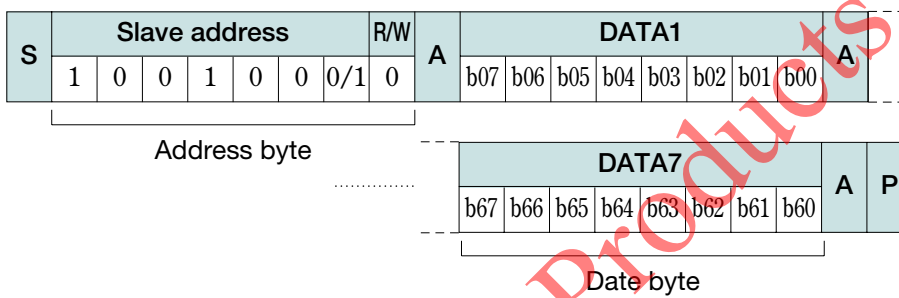 S Slave address R/W A DATA1 A
1 0 0 1 0 0 0/1 0 b07 b06 b05 b04 b03 b02 b01 b00
Address byte
DATA7 A P
b67 b66 b65 b64 b63 b62 b61 b60
Date byte
Products